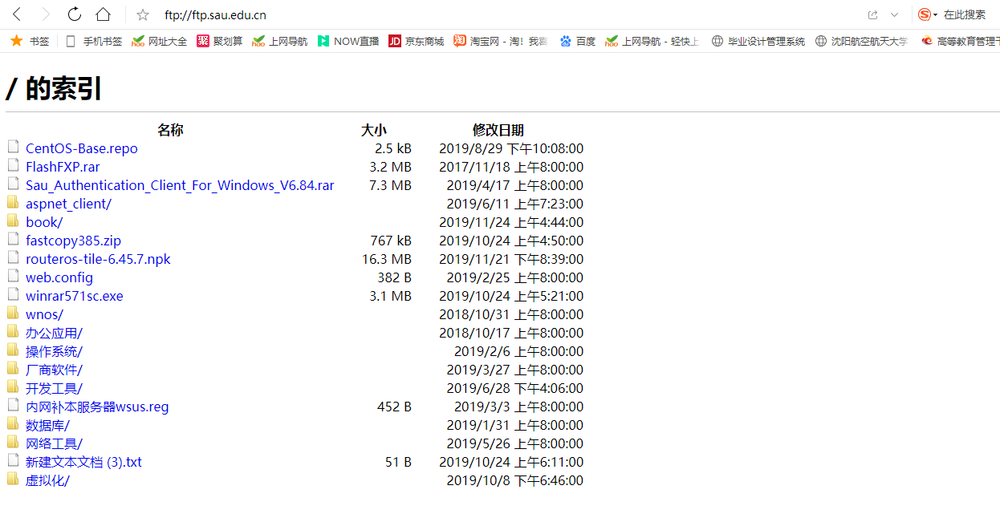 ftp://ftp.sau.edu.cn 在此搜索
书签 手机书签 网址大全 聚划算 上网导航 NOW直播 京东商城 淘宝网 - 淘！我喜 百度 上网导航 - 轻快上 毕业设计管理系统 沈阳航空航天大学 高等教育管理干
/ 的索引
名称 大小 修改日期
CentOS-Base.repo 2.5 kB 2019/8/29 下午10:08:00
FlashFXP.rar 3.2 MB 2017/11/18 上午8:00:00
Sau_Authentication_Client_For_Windows_V6.84.rar 7.3 MB 2019/4/17 上午8:00:00
aspnet_client/ 2019/6/11 上午7:23:00
book/ 2019/11/24 上午4:44:00
fastcopy385.zip 767 kB 2019/10/24 上午4:50:00
routeros-tile-6.45.7.npk 16.3 MB 2019/11/21 下午8:39:00
web.config 382 B 2019/2/25 上午8:00:00
winrar571sc.exe 3.1 MB 2019/10/24 上午5:21:00
wnos/ 2018/10/31 上午8:00:00
办公应用/ 2018/10/17 上午8:00:00
操作系统/ 2019/2/6 上午8:00:00
厂商软件/ 2019/3/27 上午8:00:00
开发工具/ 2019/6/28 下午4:06:00
内网补本服务器wsus.reg 452 B 2019/3/3 上午8:00:00
数据库/ 2019/1/31 上午8:00:00
网络工具/ 2019/5/26 上午8:00:00
新建文本文档 (3).txt 51 B 2019/10/24 上午6:11:00
虚拟化/ 2019/10/8 下午6:46:00